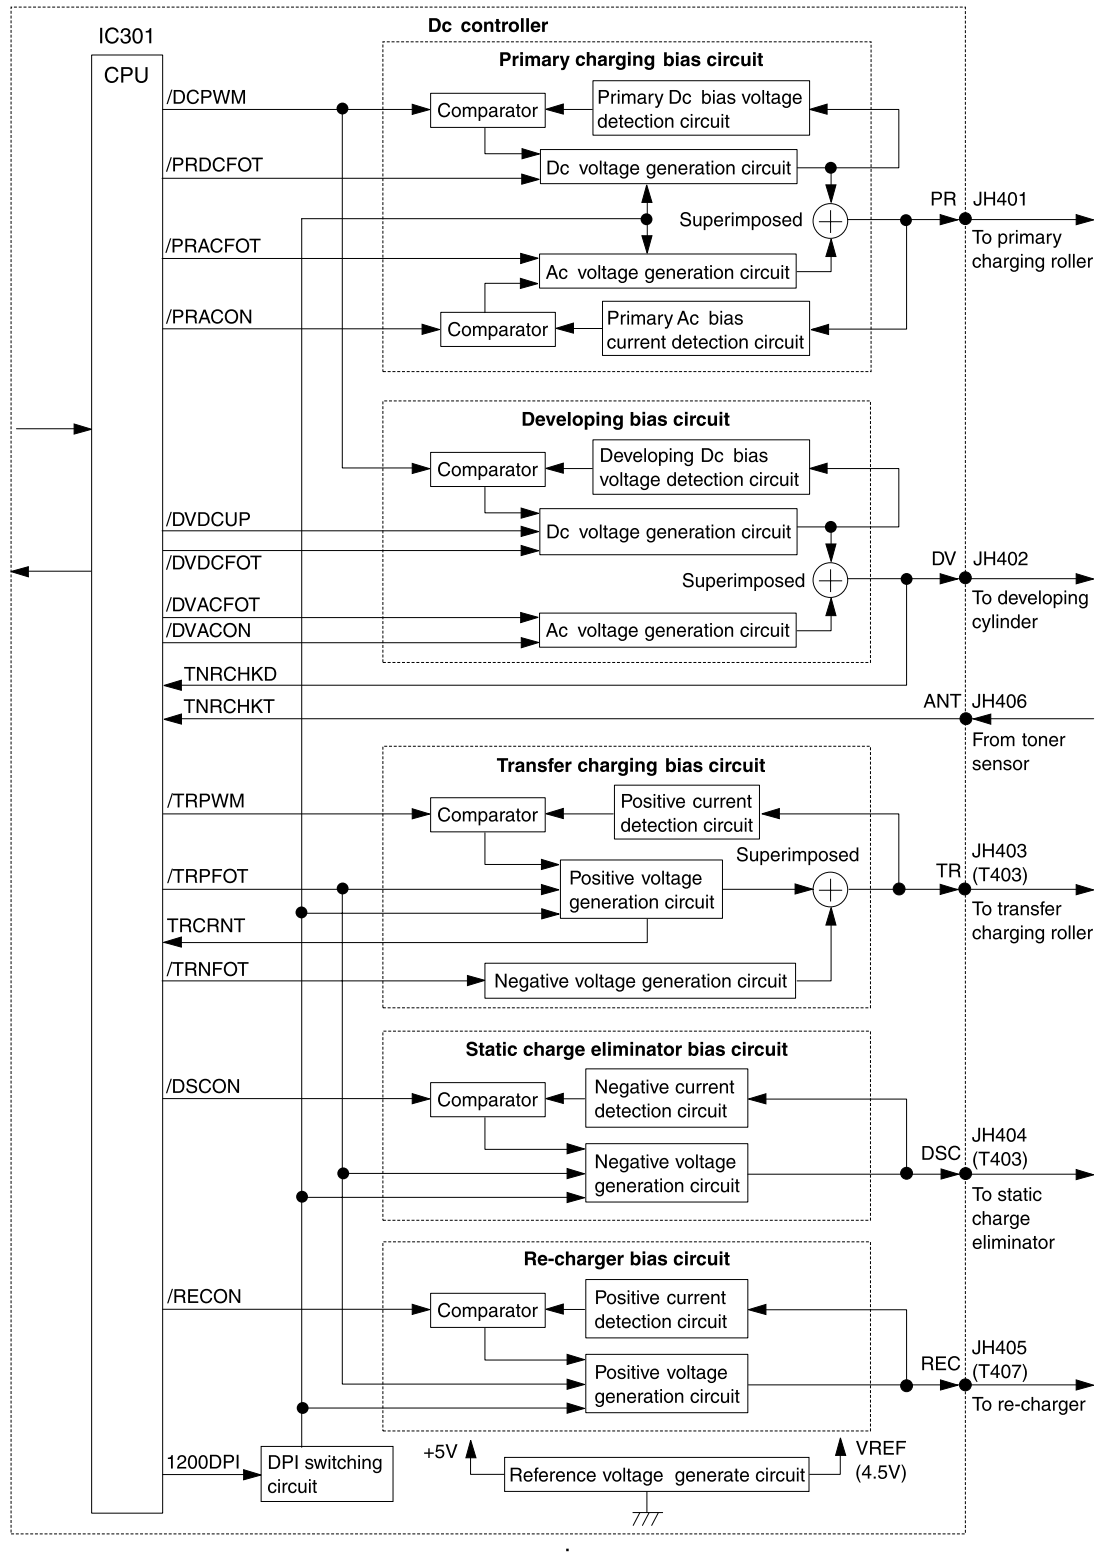 Dc controller
IC301
CPU
Primary charging bias circuit
/DCPWM
Comparator
Primary Dc bias voltage
detection circuit
/PRDCFOT
Dc voltage generation circuit
Superimposed
PR
JH401
To primary
charging roller
/PRACFOT
Ac voltage generation circuit
/PRACON
Comparator
Primary Ac bias
current detection circuit
Developing bias circuit
Comparator
Developing Dc bias
voltage detection circuit
/DVDCUP
Dc voltage generation circuit
/DVDCFOT
Superimposed
DV
JH402
To developing
cylinder
/DVACFOT
/DVACON
Ac voltage generation circuit
TNRCHKD
TNRCHKT
ANT
JH406
From toner
sensor
Transfer charging bias circuit
/TRPWM
Comparator
Positive current
detection circuit
Superimposed
/TRPFOT
Positive voltage
generation circuit
TR
JH403
(T403)
To transfer
charging roller
TRCRNT
/TRNFOT
Negative voltage generation circuit
Static charge eliminator bias circuit
/DSCON
Comparator
Negative current
detection circuit
Negative voltage
generation circuit
DSC
JH404
(T403)
To static
charge
eliminator
Re-charger bias circuit
/RECON
Comparator
Positive current
detection circuit
Positive voltage
generation circuit
REC
JH405
(T407)
To re-charger
1200DPI
DPI switching
circuit
+5V
Reference voltage generate circuit
VREF
(4.5V)